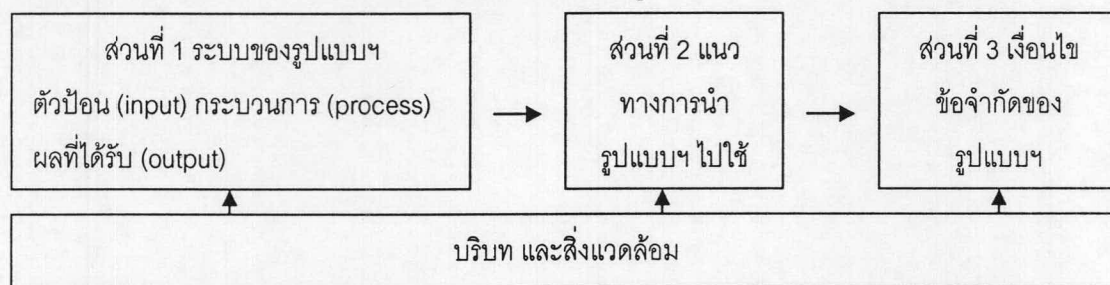 ส่วนที่ 1 ระบบของรูปแบบฯ
ตัวป้อน (input) กระบวนการ (process)
ผลที่ได้รับ (output)
ส่วนที่ 2 แนว
ทางการนำ
รูปแบบฯ ไปใช้
ส่วนที่ 3 เงื่อนไข
ข้อจำกัดของ
รูปแบบฯ
บริบท และสิ่งแวดล้อม